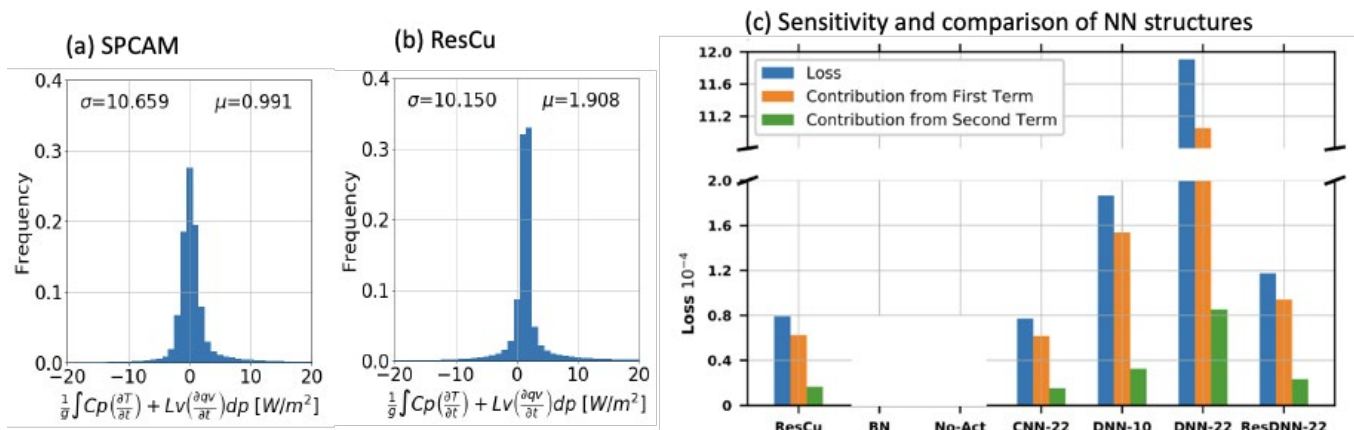 (a) SPCAM
0.4
σ=10.659 μ=0.991
0.3
Frequency
0.2
0.1
0.0
−20 −10 0 10 20
1/g ∫Cp(∂T/∂t) + Lv(∂qv/∂t)dp [W/m²]
(b) ResCu
0.4
σ=10.150 μ=1.908
0.3
Frequency
0.2
0.1
0.0
−20 −10 0 10 20
1/g ∫Cp(∂T/∂t) + Lv(∂qv/∂t)dp [W/m²]
(c) Sensitivity and comparison of NN structures
12.0
11.6
11.2
Loss
Contribution from First Term
Contribution from Second Term
2.0
1.6
1.2
0.8
0.4
0
Loss 10⁻⁴
ResCu BN No-Act CNN-22 DNN-10 DNN-22 ResDNN-22